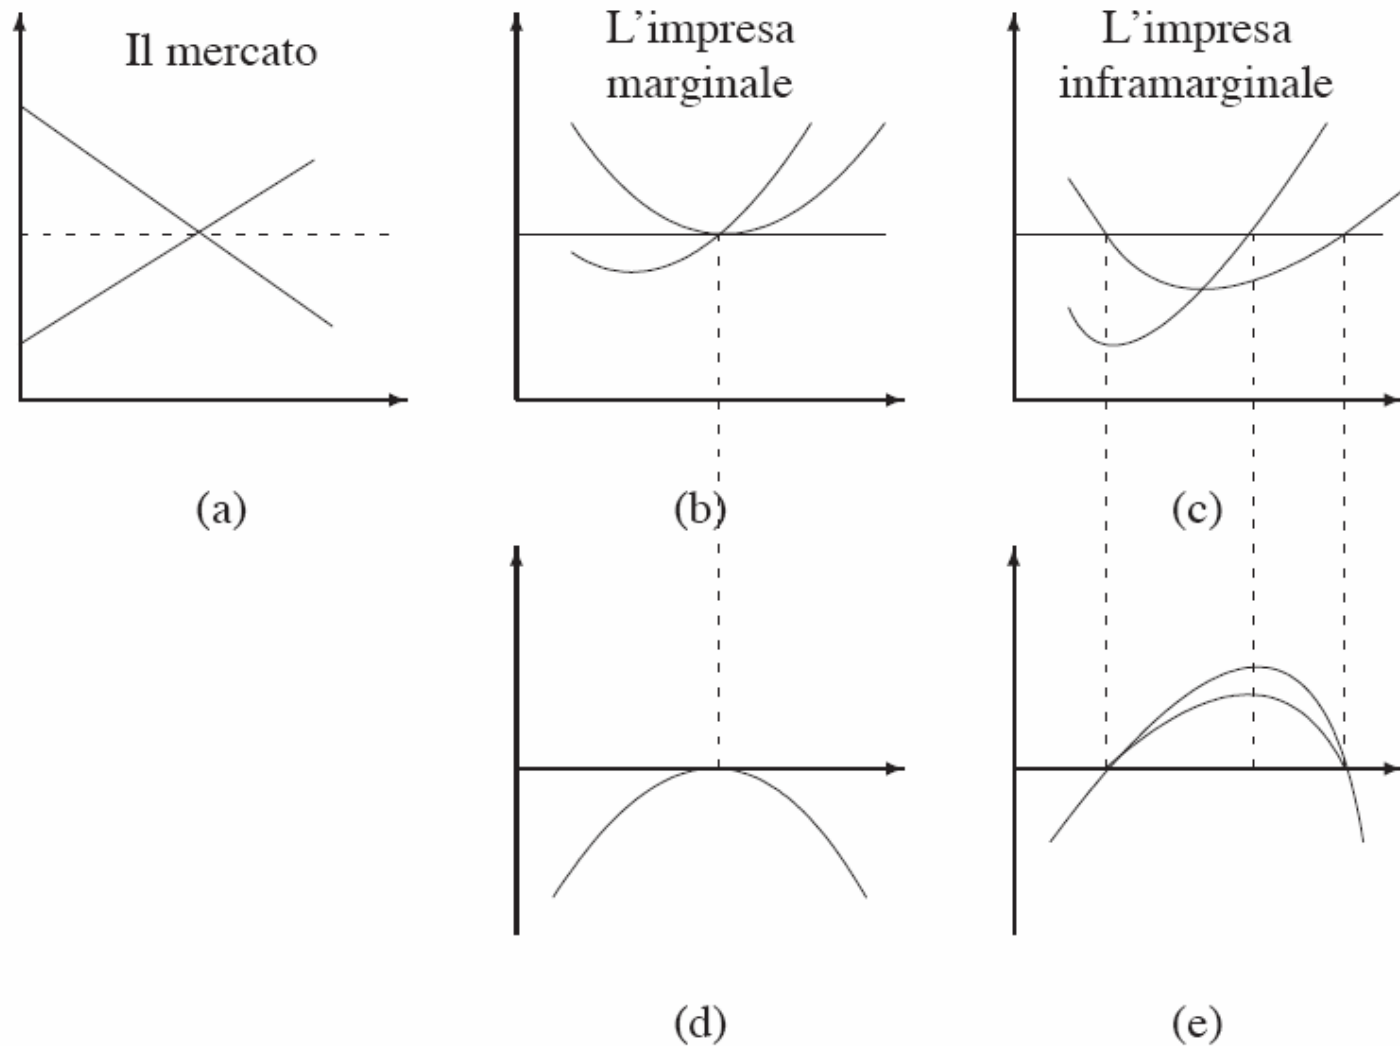 Il mercato
L'impresa
marginale
L'impresa
inframarginale
(a)
(b)
(c)
(d)
(e)